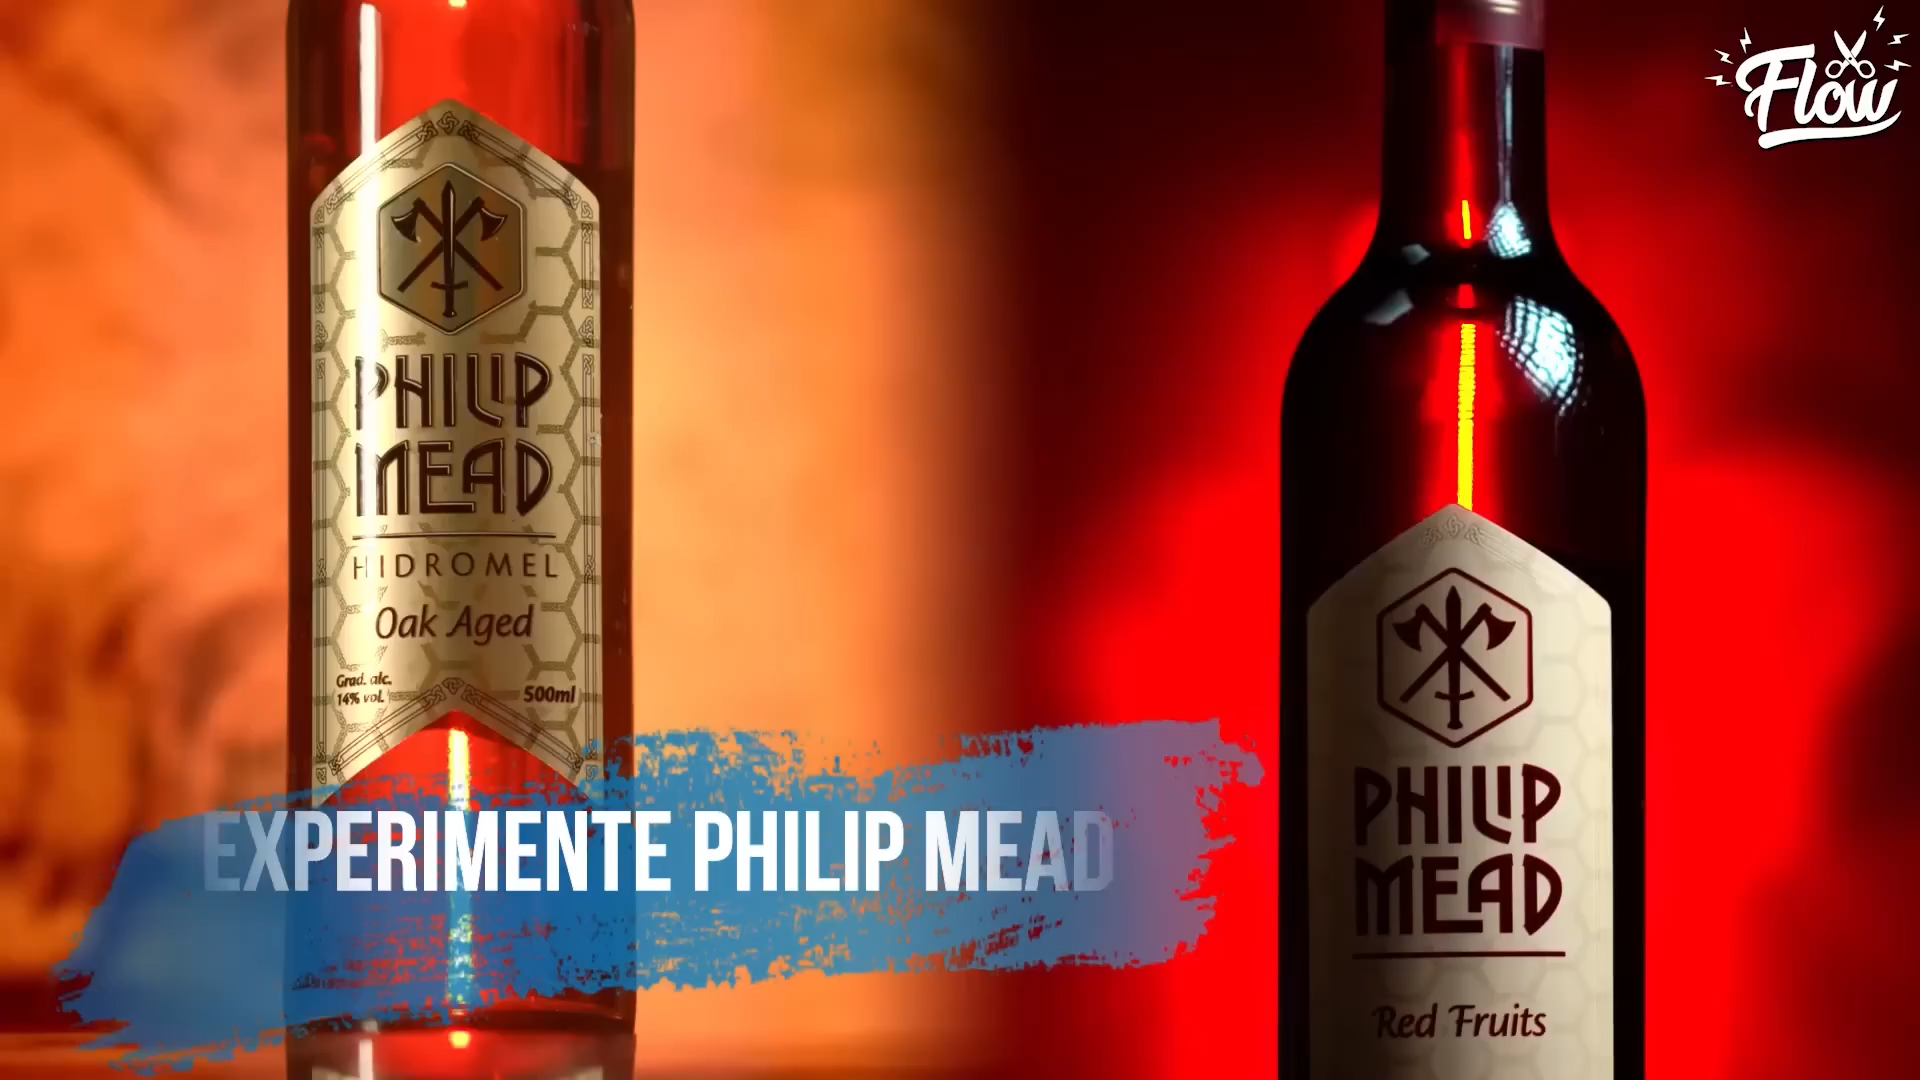 Flow
PHILIP
MEAD
HIDROMEL
Oak Aged
Grad. alc.
14% vol.
500ml
EXPERIMENTE PHILIP MEAD
PHILIP
MEAD
Red Fruits